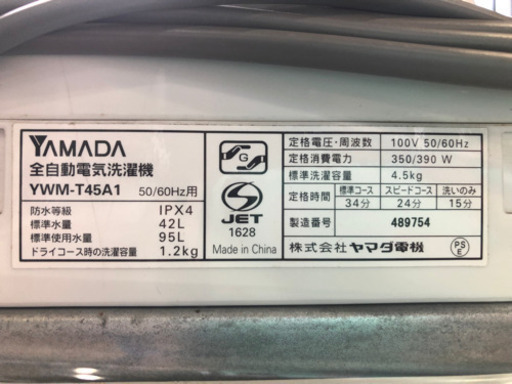 YAMADA
全自動電気洗濯機
YWM-T45A1 50/60Hz用
防水等級 IPX4
標準水量 42L
標準使用水量 95L
ドライコース時の洗濯容量 1.2kg
G
S
JET
1628
Made in China
定格電圧・周波数 100V 50/60Hz
定格消費電力 350/390 W
標準洗濯容量 4.5kg
定格時間 標準コース スピードコース 洗いのみ
34分 24分 15分
製造番号 489754
株式会社ヤマダ電機
PS
E